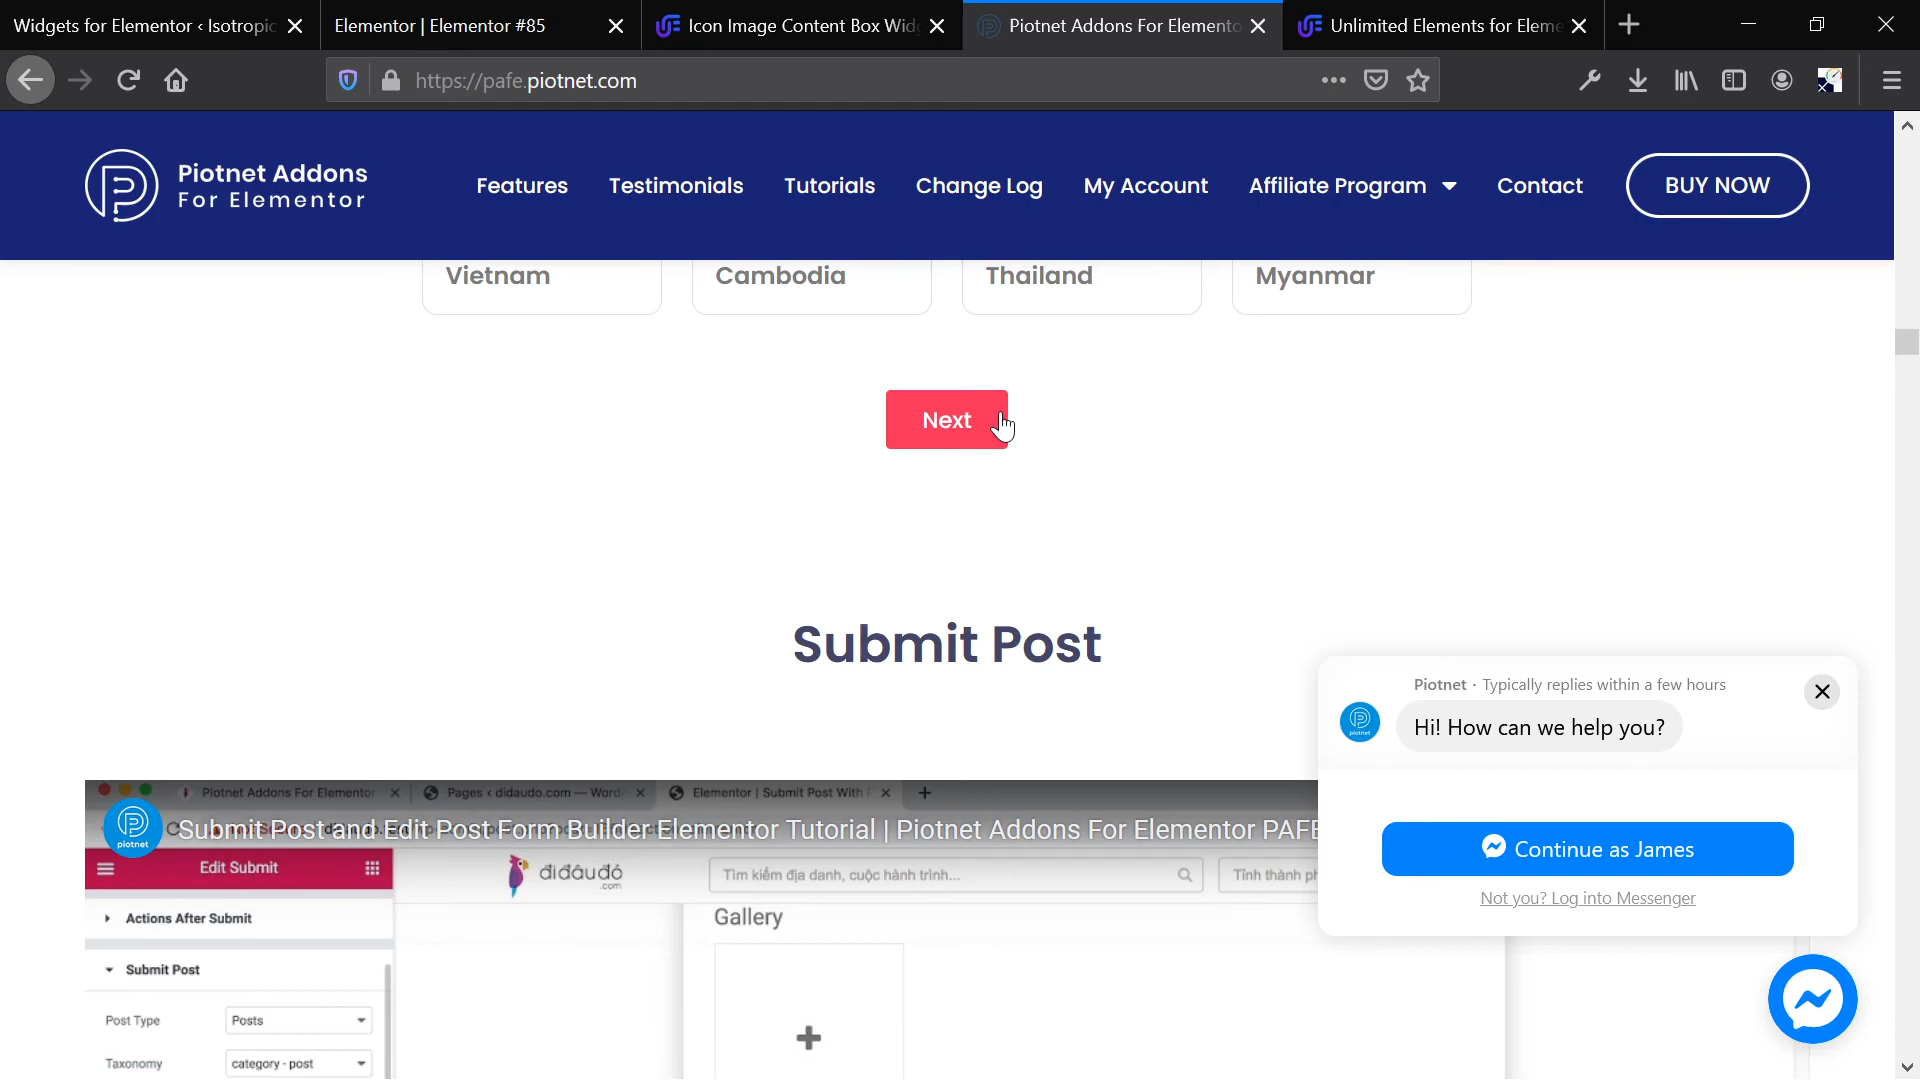 Widgets for Elementor ‹ Isotropic
Elementor | Elementor #85
Icon Image Content Box Widg
Piotnet Addons For Elemento
Unlimited Elements for Eleme
https://pafe.piotnet.com
Piotnet Addons
For Elementor
Features
Testimonials
Tutorials
Change Log
My Account
Affiliate Program
Contact
BUY NOW
Vietnam
Cambodia
Thailand
Myanmar
Next
Submit Post
Piotnet · Typically replies within a few hours
Hi! How can we help you?
Continue as James
Not you? Log into Messenger
Piotnet Addons For Elementor
Pages ‹ didaudo.com — Word
Elementor | Submit Post With F
piotnet
Submit Post and Edit Post Form Builder Elementor Tutorial | Piotnet Addons For Elementor PAFE
Edit Submit
điđâuđó
.com
Tìm kiếm địa danh, cuộc hành trình...
Tỉnh thành ph
Actions After Submit
Gallery
Submit Post
Post Type
Posts
Taxonomy
category - post